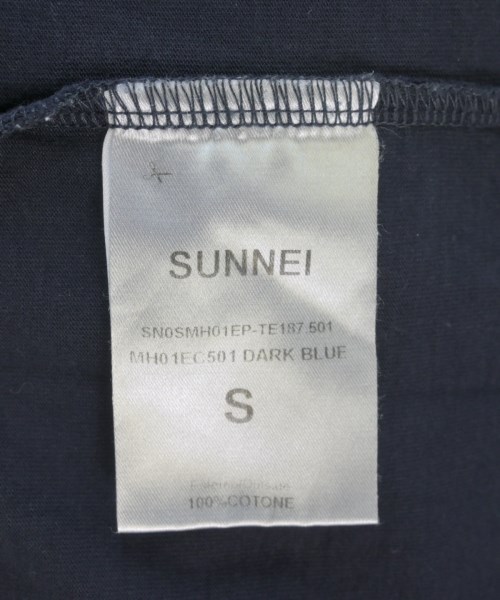 SUNNEI
SN0SMH01EP-TE187 501
MH01EC501 DARK BLUE
S
100%COTONE